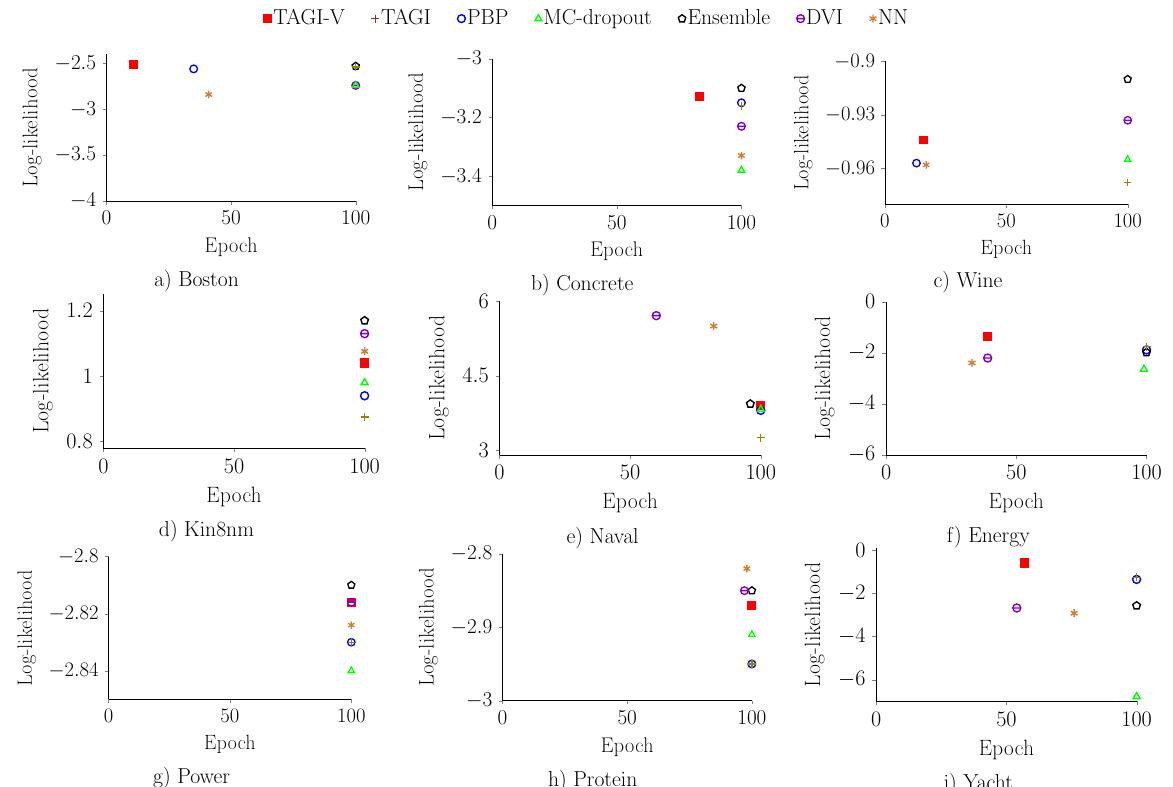 TAGI-V TAGI PBP MC-dropout Ensemble DVI NN
−2.5
−3
−3.5
−4
0 50 100
Log-likelihood
Epoch
a) Boston
−3
−3.2
−3.4
0 50 100
Log-likelihood
Epoch
b) Concrete
−0.9
−0.93
−0.96
0 50 100
Log-likelihood
Epoch
c) Wine
1.2
1
0.8
0 50 100
Log-likelihood
Epoch
d) Kin8nm
6
4.5
3
0 50 100
Log-likelihood
Epoch
e) Naval
0
−2
−4
−6
0 50 100
Log-likelihood
Epoch
f) Energy
−2.8
−2.82
−2.84
0 50 100
Log-likelihood
Epoch
g) Power
−2.8
−2.9
−3
0 50 100
Log-likelihood
Epoch
h) Protein
0
−2
−4
−6
0 50 100
Log-likelihood
Epoch
i) Yacht